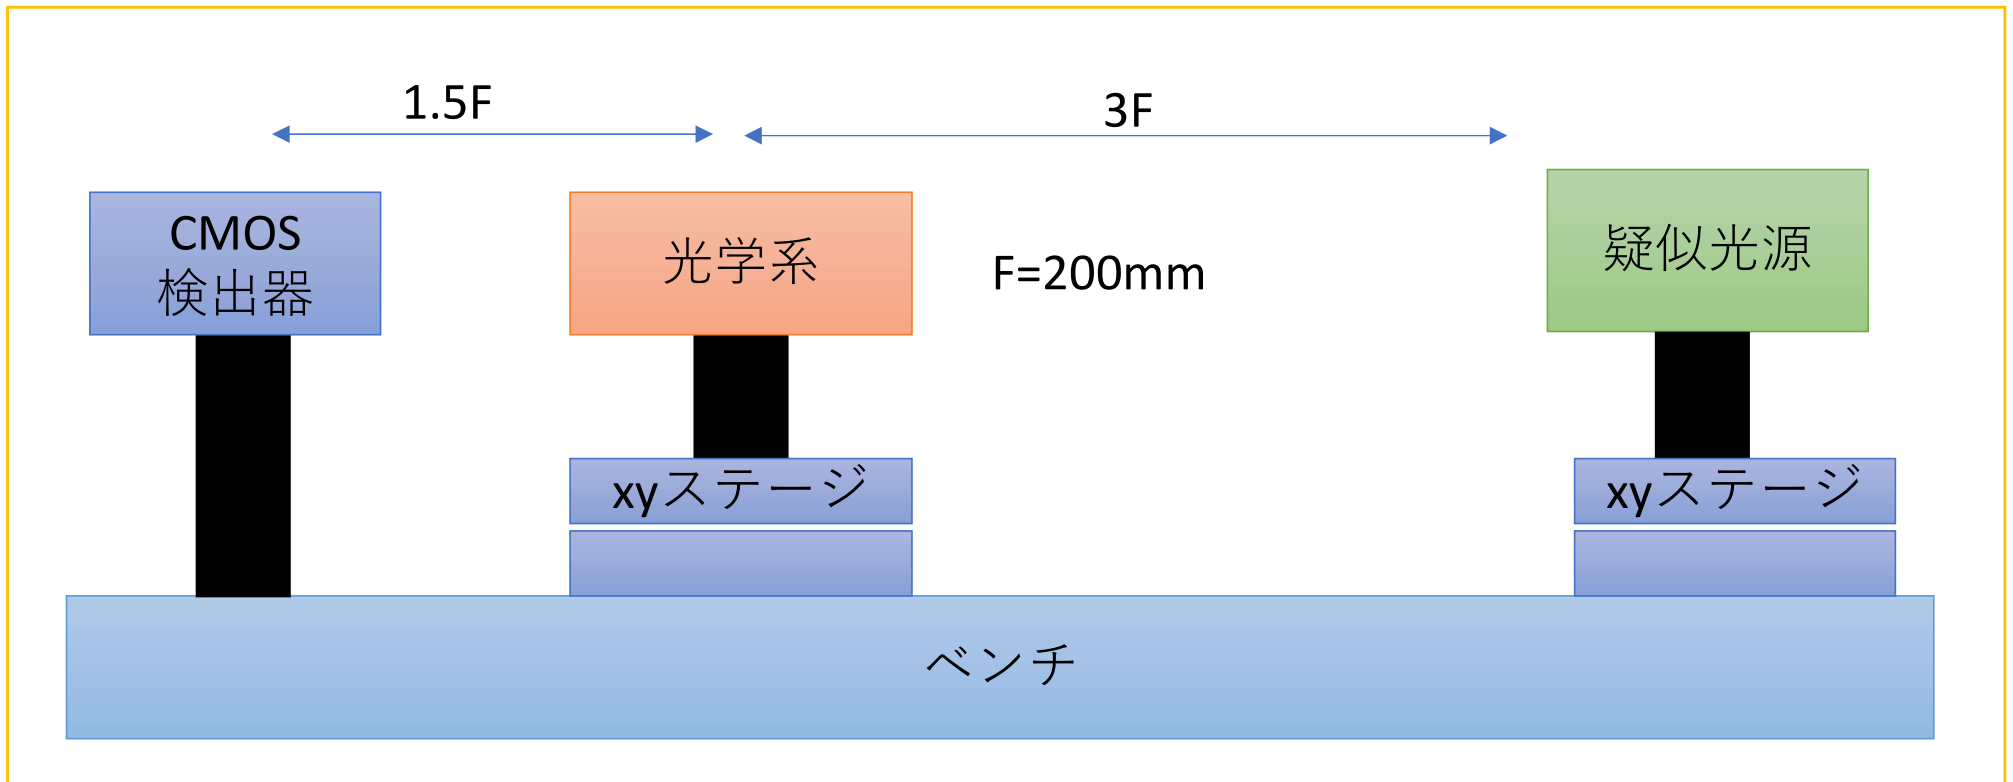 1.5F
3F
CMOS
検出器
光学系
F=200mm
疑似光源
xyステージ
xyステージ
ベンチ